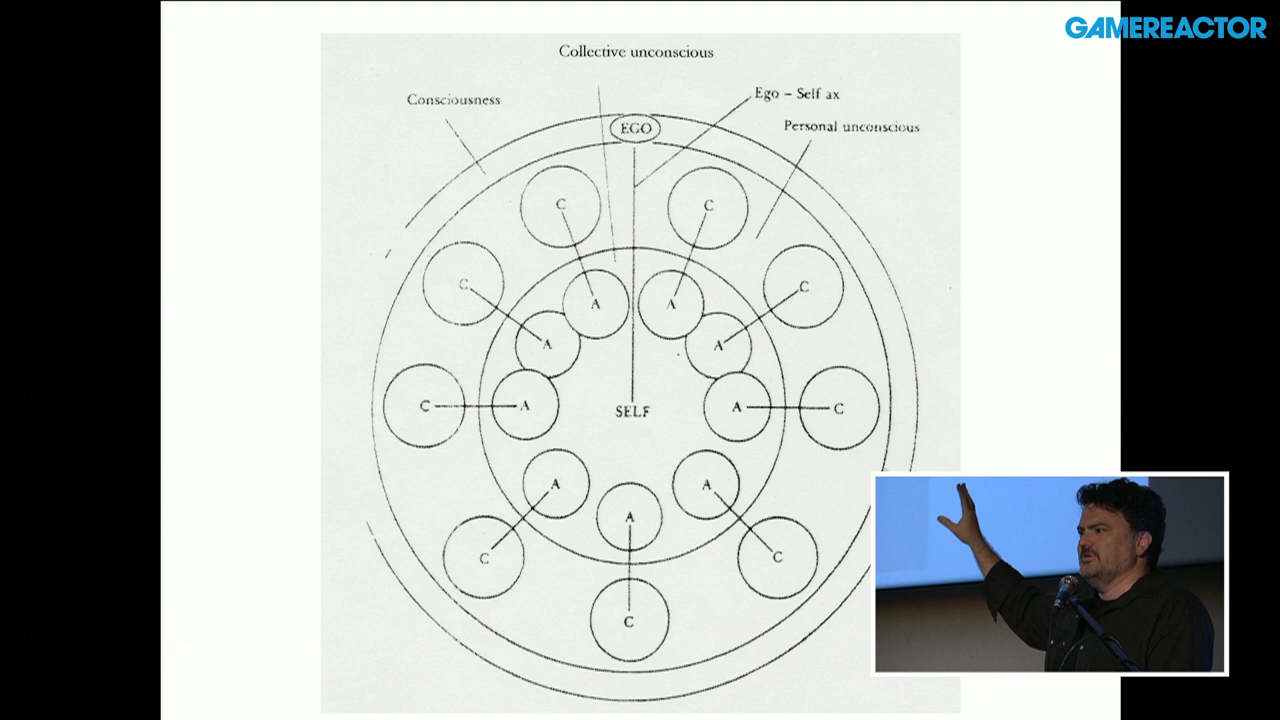 GAMEREACTOR
Collective unconscious
Consciousness
Ego – Self ax
Personal unconscious
EGO
C
C
C
C
A
A
A
A
C
A
SELF
A
C
A
A
A
C
C
C